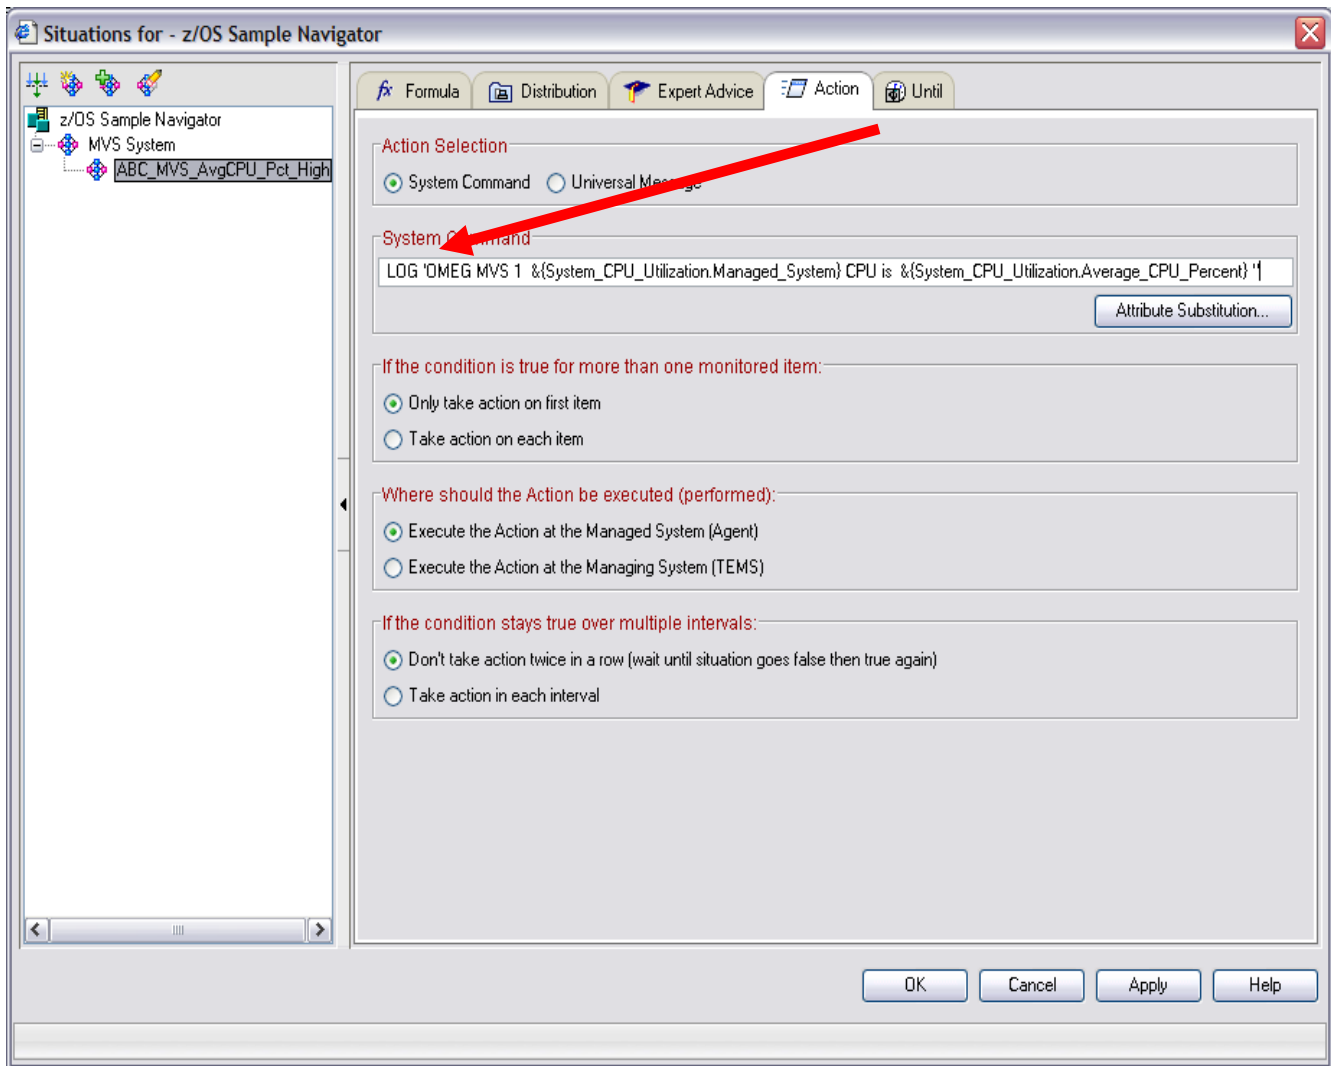 Situations for - z/OS Sample Navigator
fx Formula Distribution Expert Advice Action Until
z/OS Sample Navigator
MVS System
ABC_MVS_AvgCPU_Pct_High
Action Selection
System Command Universal Message
System Command
LOG 'OMEG MVS 1 &{System_CPU_Utilization.Managed_System} CPU is &{System_CPU_Utilization.Average_CPU_Percent} '
Attribute Substitution...
If the condition is true for more than one monitored item:
Only take action on first item
Take action on each item
Where should the Action be executed (performed):
Execute the Action at the Managed System (Agent)
Execute the Action at the Managing System (TEMS)
If the condition stays true over multiple intervals:
Don't take action twice in a row (wait until situation goes false then true again)
Take action in each interval
OK Cancel Apply Help